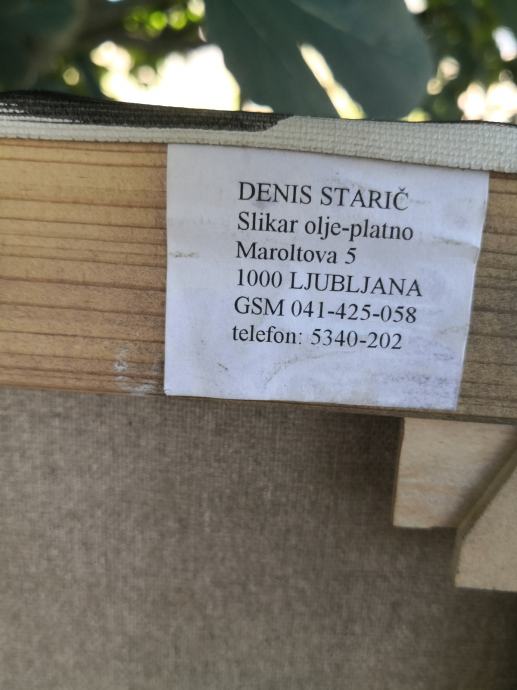 DENIS STARIČ
Slikar olje-platno
Maroltova 5
1000 LJUBLJANA
GSM 041-425-058
telefon: 5340-202